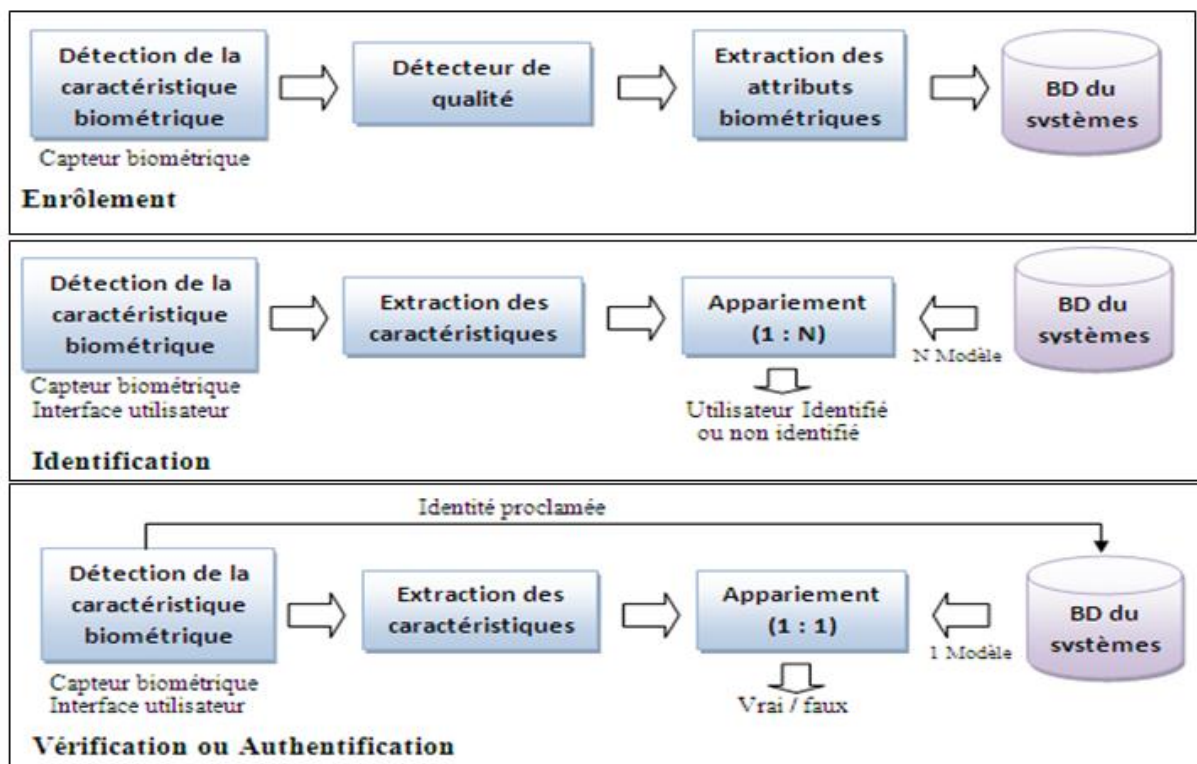 Détection de la
caractéristique
biométrique
Détecteur de
qualité
Extraction des
attributs
biométriques
BD du
systèmes
Capteur biométrique
Enrôlement
Détection de la
caractéristique
biométrique
Extraction des
caractéristiques
Appariement
(1 : N)
N Modèle
BD du
systèmes
Capteur biométrique
Interface utilisateur
Utilisateur Identifié
ou non identifié
Identification
Identité proclamée
Détection de la
caractéristique
biométrique
Extraction des
caractéristiques
Appariement
(1 : 1)
1 Modèle
BD du
systèmes
Capteur biométrique
Interface utilisateur
Vrai / faux
Vérification ou Authentification